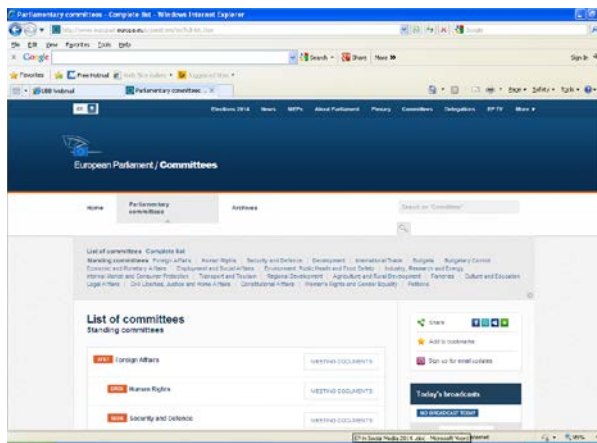 Parliamentary committees - Complete list - Windows Internet Explorer
File Edit View Favorites Tools Help
x Google Search Share More »
Favorites Free Hotmail
Parliamentary committees ... Page Safety Tools
Elections 2014 News MEPs About Parliament Plenary Committees Delegations EP TV More
European Parliament / Committees
Home Parliamentary committees Archives Search on "Committees"
List of committees Complete list
Standing committees Foreign Affairs Human Rights Security and Defence Development International Trade Budgets Budgetary Control
Economic and Monetary Affairs Employment and Social Affairs Environment, Public Health and Food Safety Industry, Research and Energy
Internal Market and Consumer Protection Transport and Tourism Regional Development Agriculture and Rural Development Fisheries Culture and Education
Legal Affairs Civil Liberties, Justice and Home Affairs Constitutional Affairs Women's Rights and Gender Equality Petitions
List of committees
Standing committees
Share
AFET Foreign Affairs MEETING DOCUMENTS
Add to bookmarks
Sign up for email updates
DROI Human Rights MEETING DOCUMENTS
Today's broadcasts
NO BROADCAST TODAY
SEDE Security and Defence MEETING DOCUMENTS